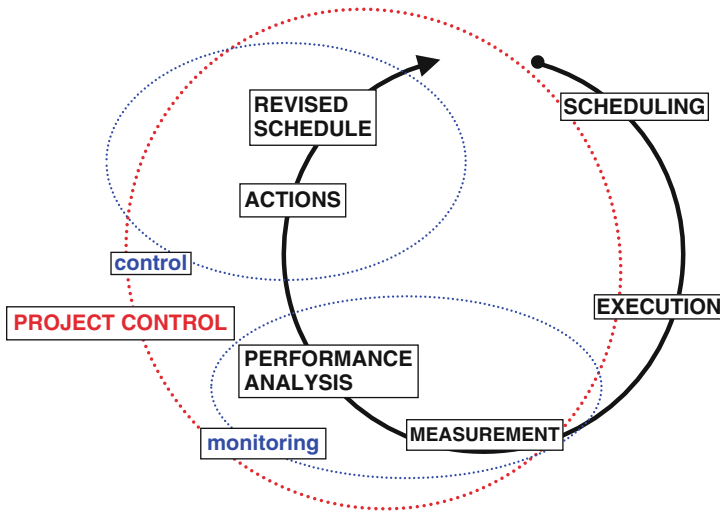 REVISED
SCHEDULE
SCHEDULING
ACTIONS
control
EXECUTION
PROJECT CONTROL
PERFORMANCE
ANALYSIS
MEASUREMENT
monitoring